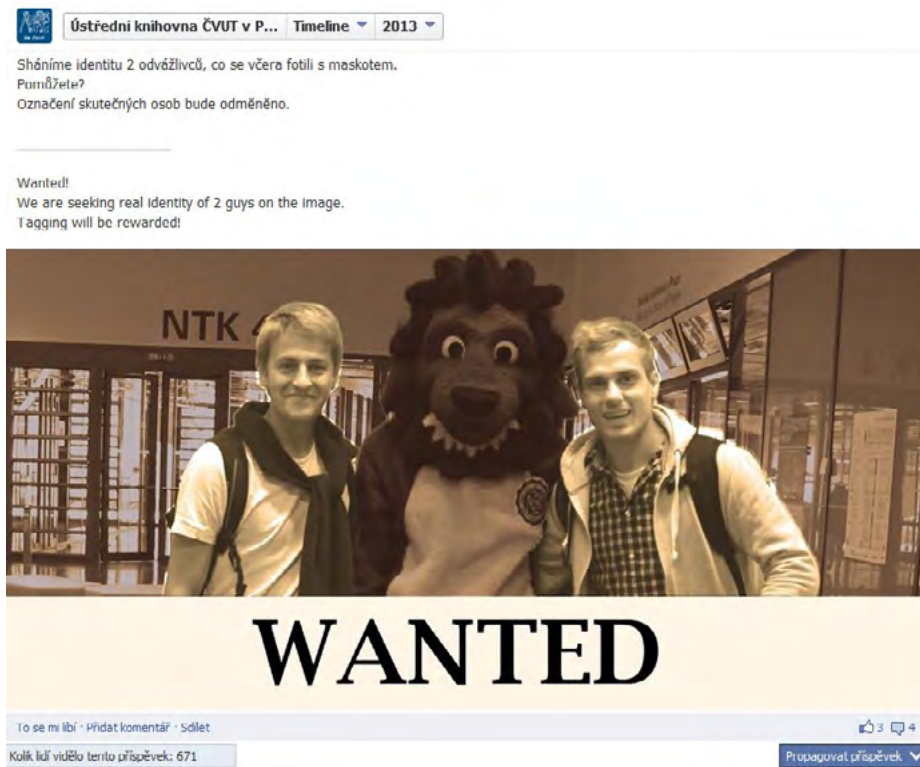 Ústřední knihovna ČVUT v P... Timeline 2013
Sháníme identitu 2 odvážlivců, co se včera fotili s maskotem.
Pomůžete?
Označení skutečných osob bude odměněno.
Wanted!
We are seeking real identity of 2 guys on the image.
Tagging will be rewarded!
NTK 4
WANTED
To se mi líbí · Přidat komentář · Sdílet
3 4
Kolik lidí vidělo tento příspěvek: 671
Propagovat příspěvek